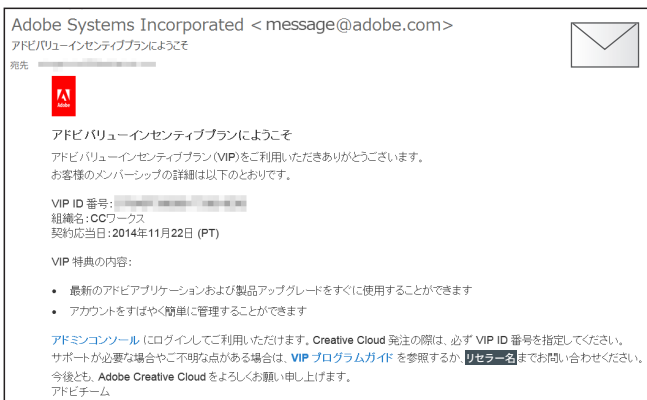 Adobe Systems Incorporated <message@adobe.com>
アドビバリューインセンティブプランにようこそ
宛先
Adobe
アドビ バリューインセンティブプランにようこそ
アドビバリューインセンティブプラン(VIP)をご利用いただきありがとうございます。
お客様のメンバーシップの詳細は以下のとおりです。
VIP ID 番号:
組織名:CCワークス
契約応当日:2014年11月22日 (PT)
VIP 特典の内容:
• 最新のアドビアプリケーションおよび製品アップグレードをすぐに使用することができます
• アカウントをすばやく簡単に管理することができます
アドミンコンソール にログインしてご利用いただけます。Creative Cloud 発注の際は、必ず VIP ID 番号を指定してください。
サポートが必要な場合やご不明な点がある場合は、VIP プログラムガイド を参照するか、リセラー名までお問い合わせください。
今後とも、Adobe Creative Cloud をよろしくお願い申し上げます。
アドビチーム